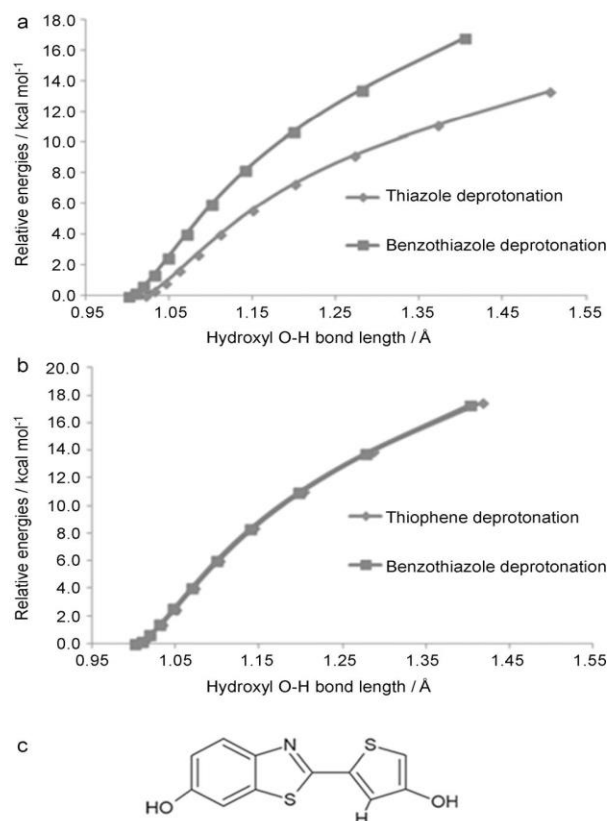 a
18.0
16.0
14.0
12.0
10.0
8.0
6.0
4.0
2.0
0.0
Relative energies / kcal mol-1
Thiazole deprotonation
Benzothiazole deprotonation
0.95 1.05 1.15 1.25 1.35 1.45 1.55
Hydroxyl O-H bond length / Å
b
20.0
18.0
16.0
14.0
12.0
10.0
8.0
6.0
4.0
2.0
0.0
Relative energies / kcal mol-1
Thiophene deprotonation
Benzothiazole deprotonation
0.95 1.05 1.15 1.25 1.35 1.45 1.55
Hydroxyl O-H bond length / Å
c
N S
HO S H OH